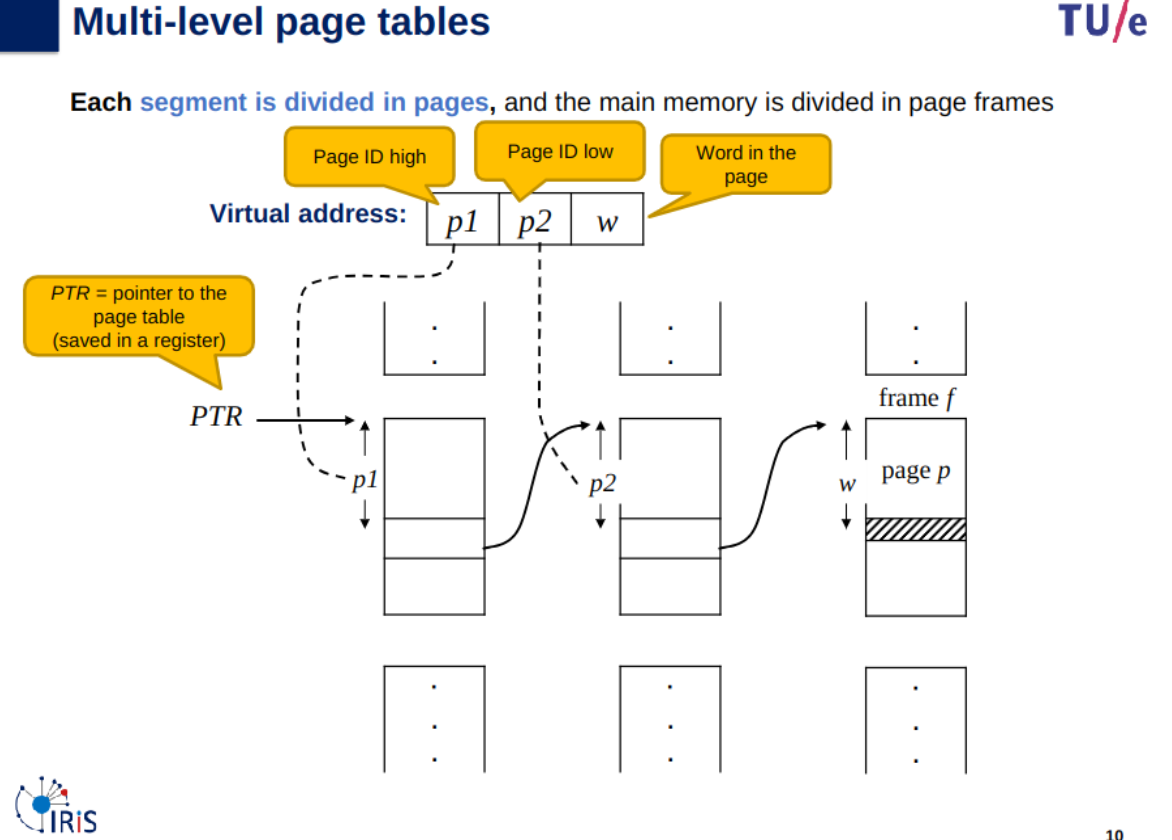 Multi-level page tables
TU/e
Each segment is divided in pages, and the main memory is divided in page frames
Page ID high
Page ID low
Word in the
page
Virtual address:
p1
p2
w
PTR = pointer to the
page table
(saved in a register)
PTR
p1
p2
frame f
w
page p
IRiS
10